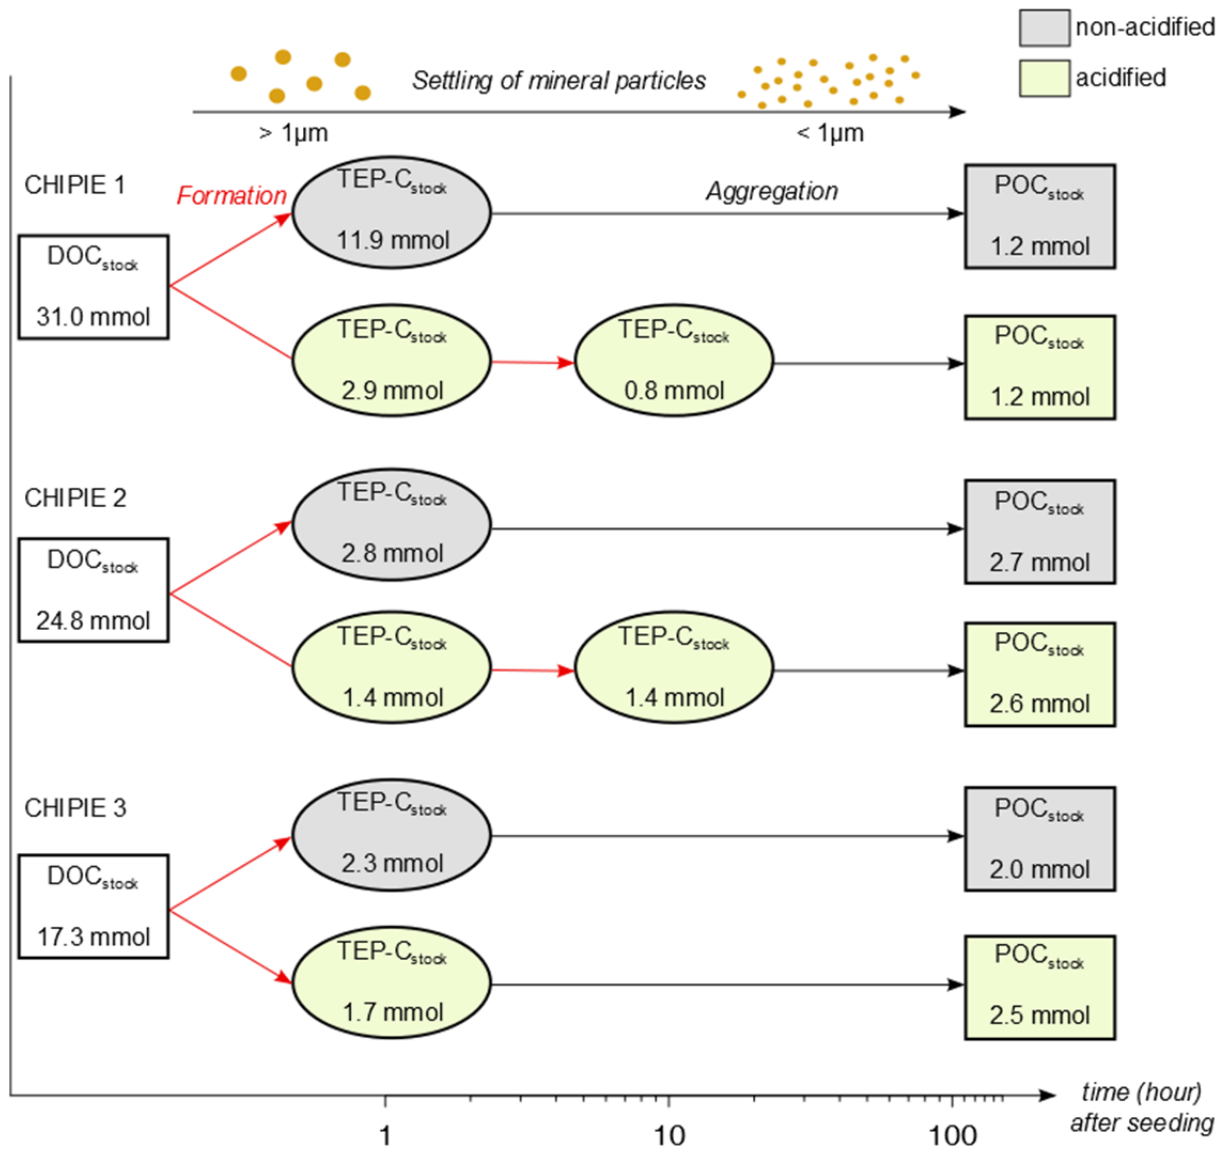 non-acidified
acidified
Settling of mineral particles
> 1µm
< 1µm
CHIPIE 1
Formation
Aggregation
DOCstock
31.0 mmol
TEP-Cstock
11.9 mmol
POCstock
1.2 mmol
TEP-Cstock
2.9 mmol
TEP-Cstock
0.8 mmol
POCstock
1.2 mmol
CHIPIE 2
DOCstock
24.8 mmol
TEP-Cstock
2.8 mmol
POCstock
2.7 mmol
TEP-Cstock
1.4 mmol
TEP-Cstock
1.4 mmol
POCstock
2.6 mmol
CHIPIE 3
DOCstock
17.3 mmol
TEP-Cstock
2.3 mmol
POCstock
2.0 mmol
TEP-Cstock
1.7 mmol
POCstock
2.5 mmol
time (hour)
after seeding
1
10
100